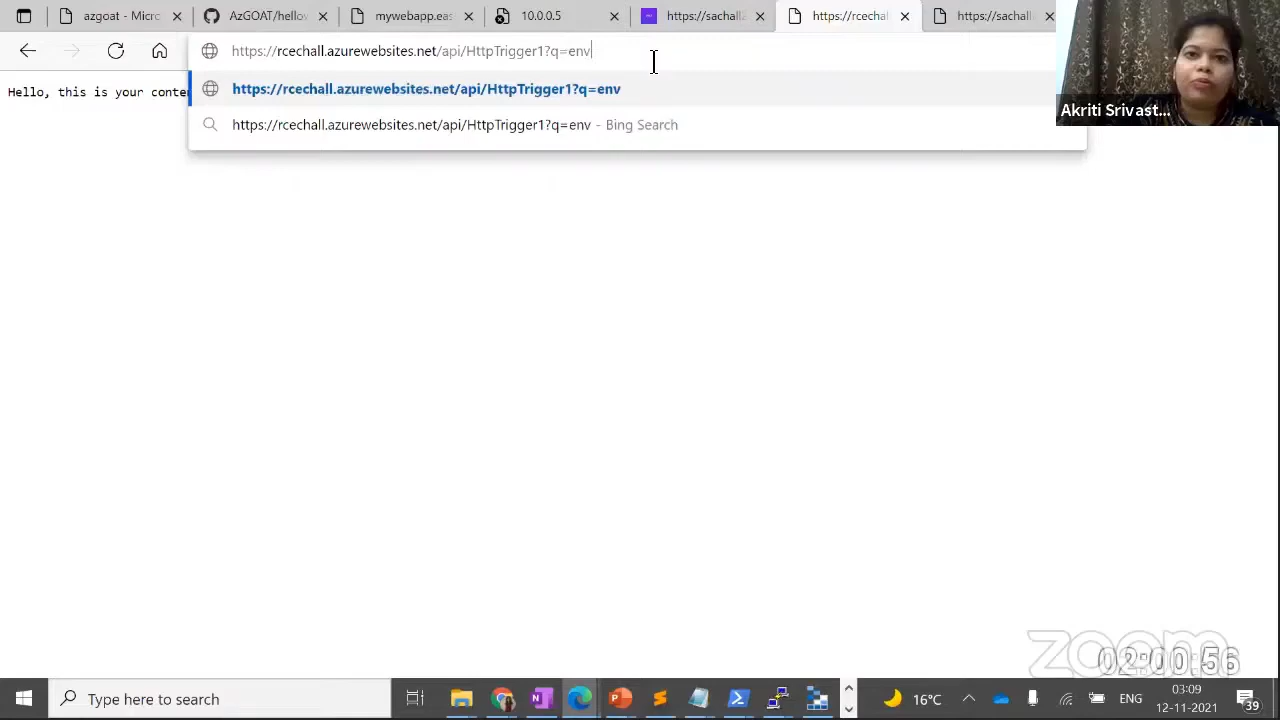 azgoat - Micro
AzGOAT/hellov
mywebapp.eas
10.0.0.5
https://sachall
https://rcechal
https://sachall
https://rcechall.azurewebsites.net/api/HttpTrigger1?q=env
https://rcechall.azurewebsites.net/api/HttpTrigger1?q=env
https://rcechall.azurewebsites.net/api/HttpTrigger1?q=env - Bing Search
Hello, this is your conte
Akriti Srivast...
zoom
02:00:56
Type here to search
16°C
ENG
03:09
12-11-2021
39